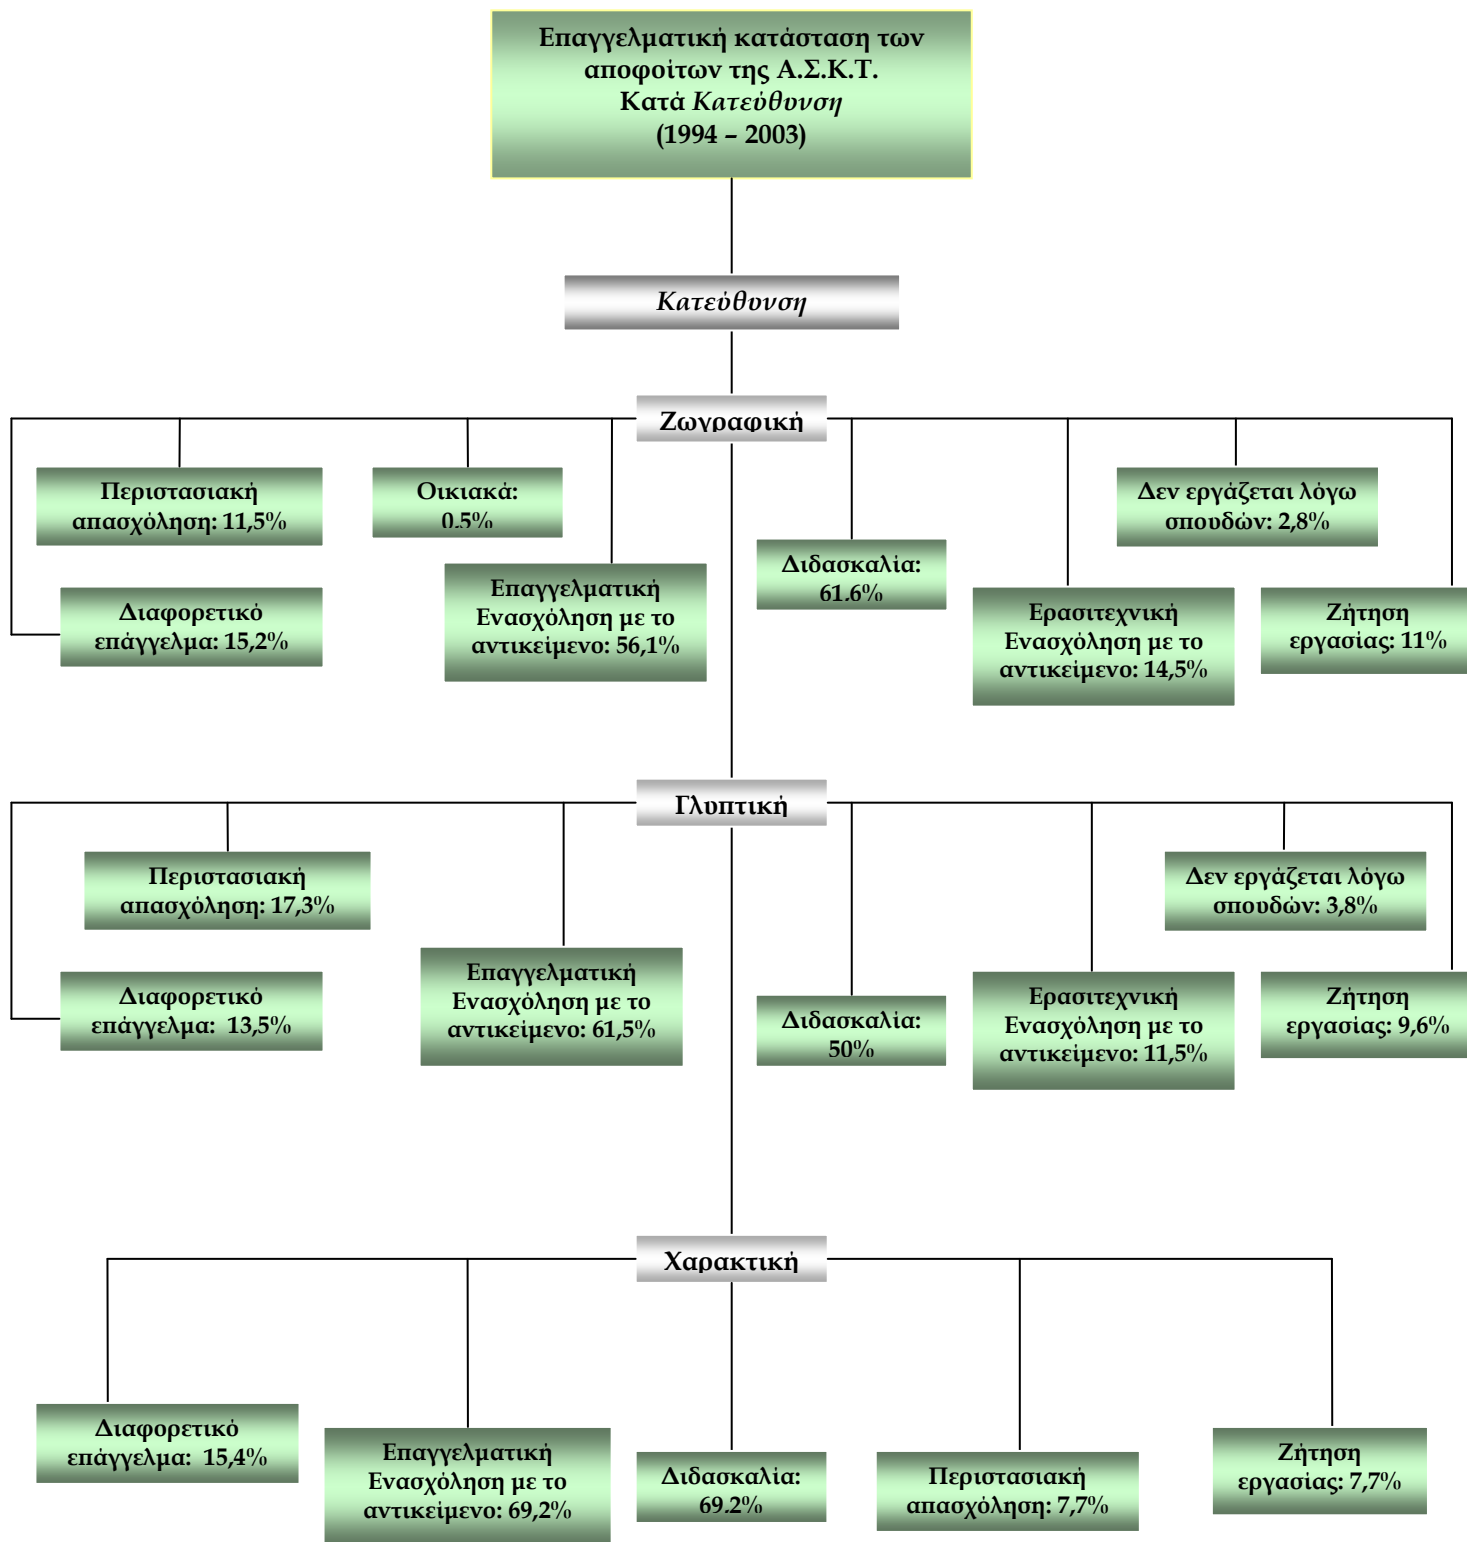 Επαγγελματική κατάσταση των
αποφοίτων της Α.Σ.Κ.Τ.
Κατά Κατεύθυνση
(1994 – 2003)
Κατεύθυνση
Ζωγραφική
Περιστασιακή
απασχόληση: 11,5%
Οικιακά:
0,5%
Δεν εργάζεται λόγω
σπουδών: 2,8%
Διαφορετικό
επάγγελμα: 15,2%
Επαγγελματική
Ενασχόληση με το
αντικείμενο: 56,1%
Διδασκαλία:
61,6%
Ερασιτεχνική
Ενασχόληση με το
αντικείμενο: 14,5%
Ζήτηση
εργασίας: 11%
Γλυπτική
Περιστασιακή
απασχόληση: 17,3%
Δεν εργάζεται λόγω
σπουδών: 3,8%
Διαφορετικό
επάγγελμα:  13,5%
Επαγγελματική
Ενασχόληση με το
αντικείμενο: 61,5%
Διδασκαλία:
50%
Ερασιτεχνική
Ενασχόληση με το
αντικείμενο: 11,5%
Ζήτηση
εργασίας: 9,6%
Χαρακτική
Διαφορετικό
επάγγελμα:  15,4%
Επαγγελματική
Ενασχόληση με το
αντικείμενο: 69,2%
Διδασκαλία:
69,2%
Περιστασιακή
απασχόληση: 7,7%
Ζήτηση
εργασίας: 7,7%